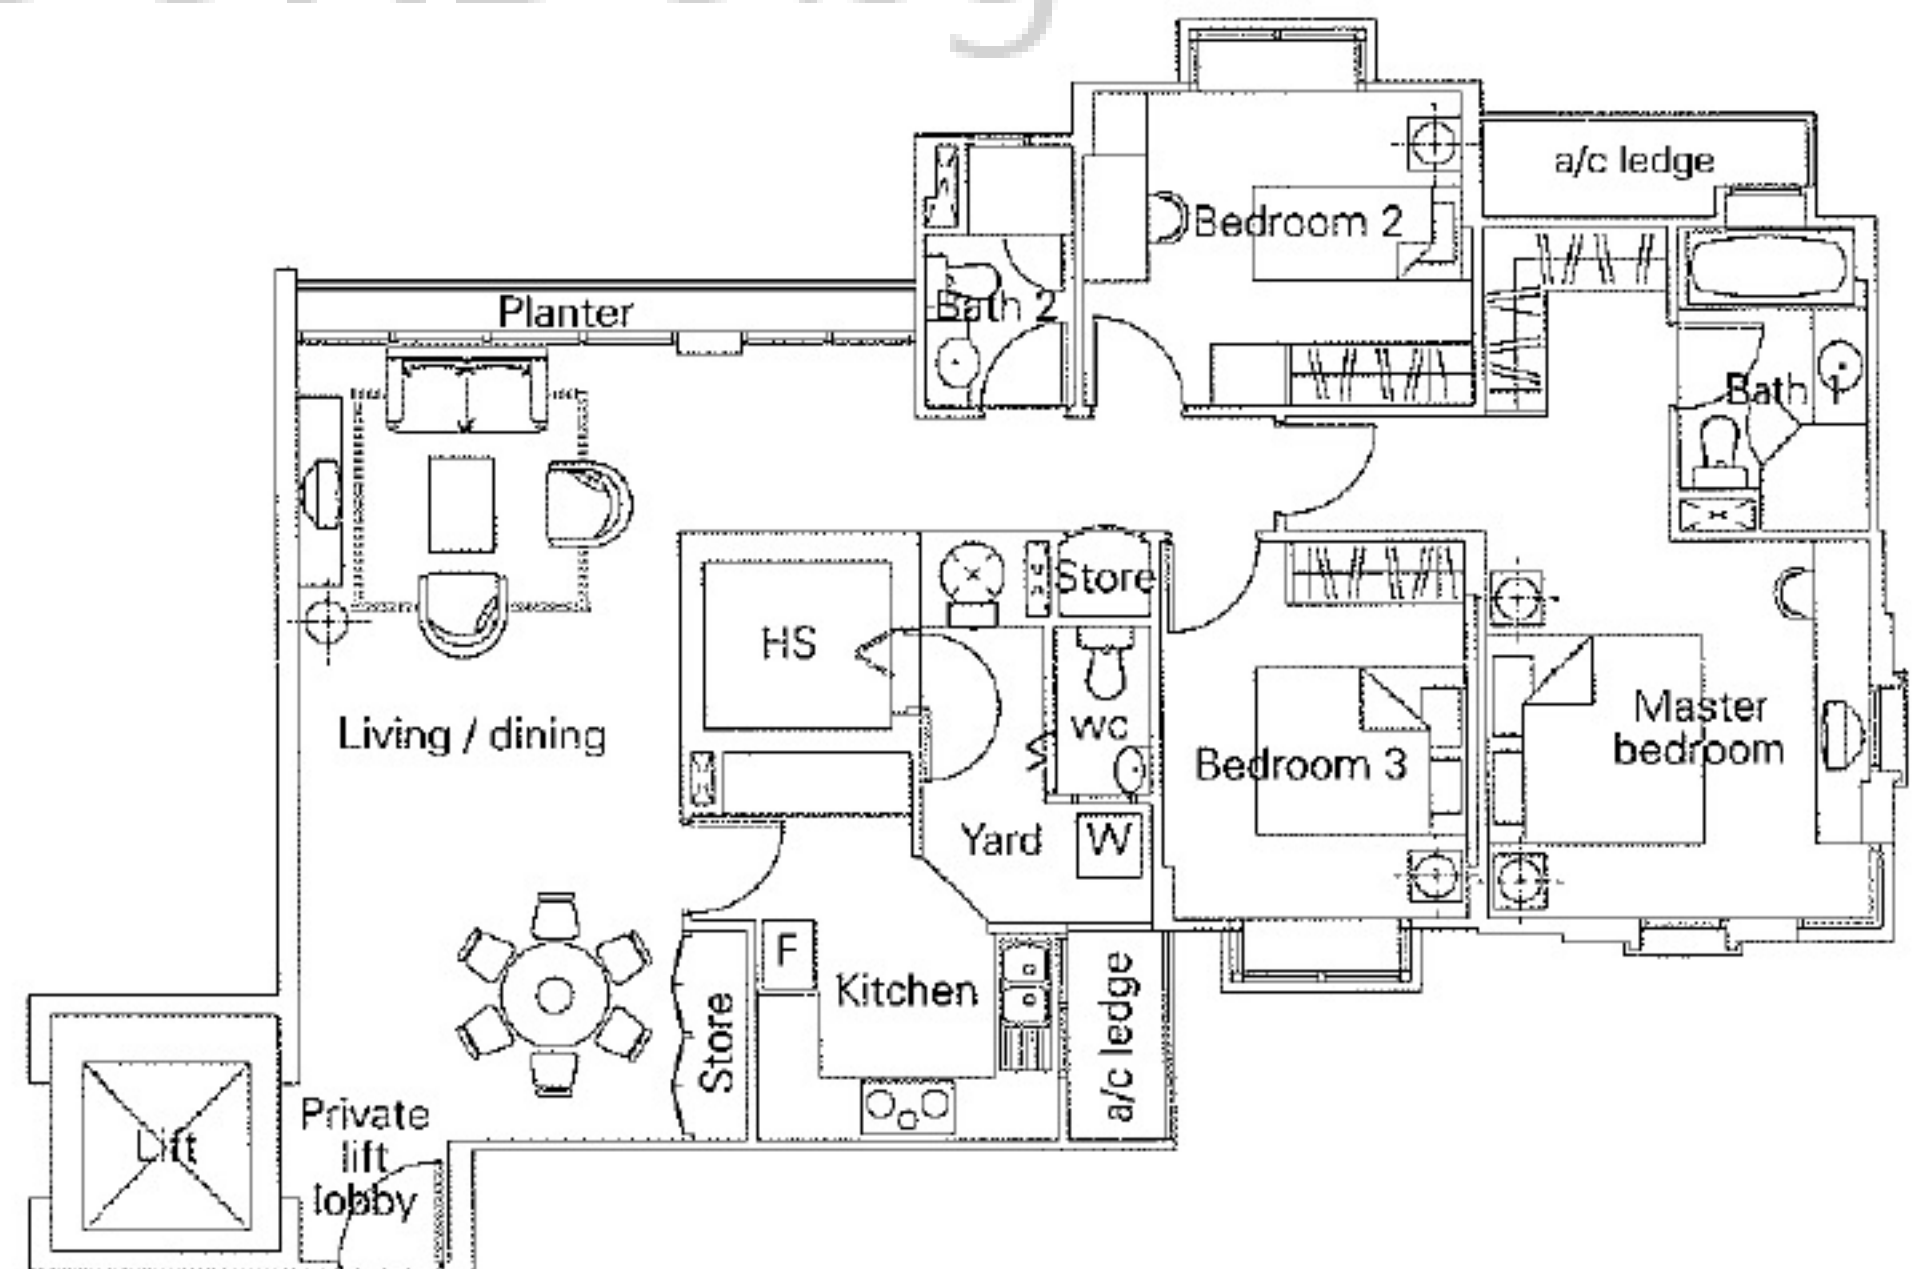 a/c ledge
Bedroom 2
Planter
Bath 2
Bath 1
Store
HS
Living / dining
wc
Bedroom 3
Master
bedroom
Yard
W
F
Kitchen
Store
a/c ledge
Private
lift
lobby
Lift